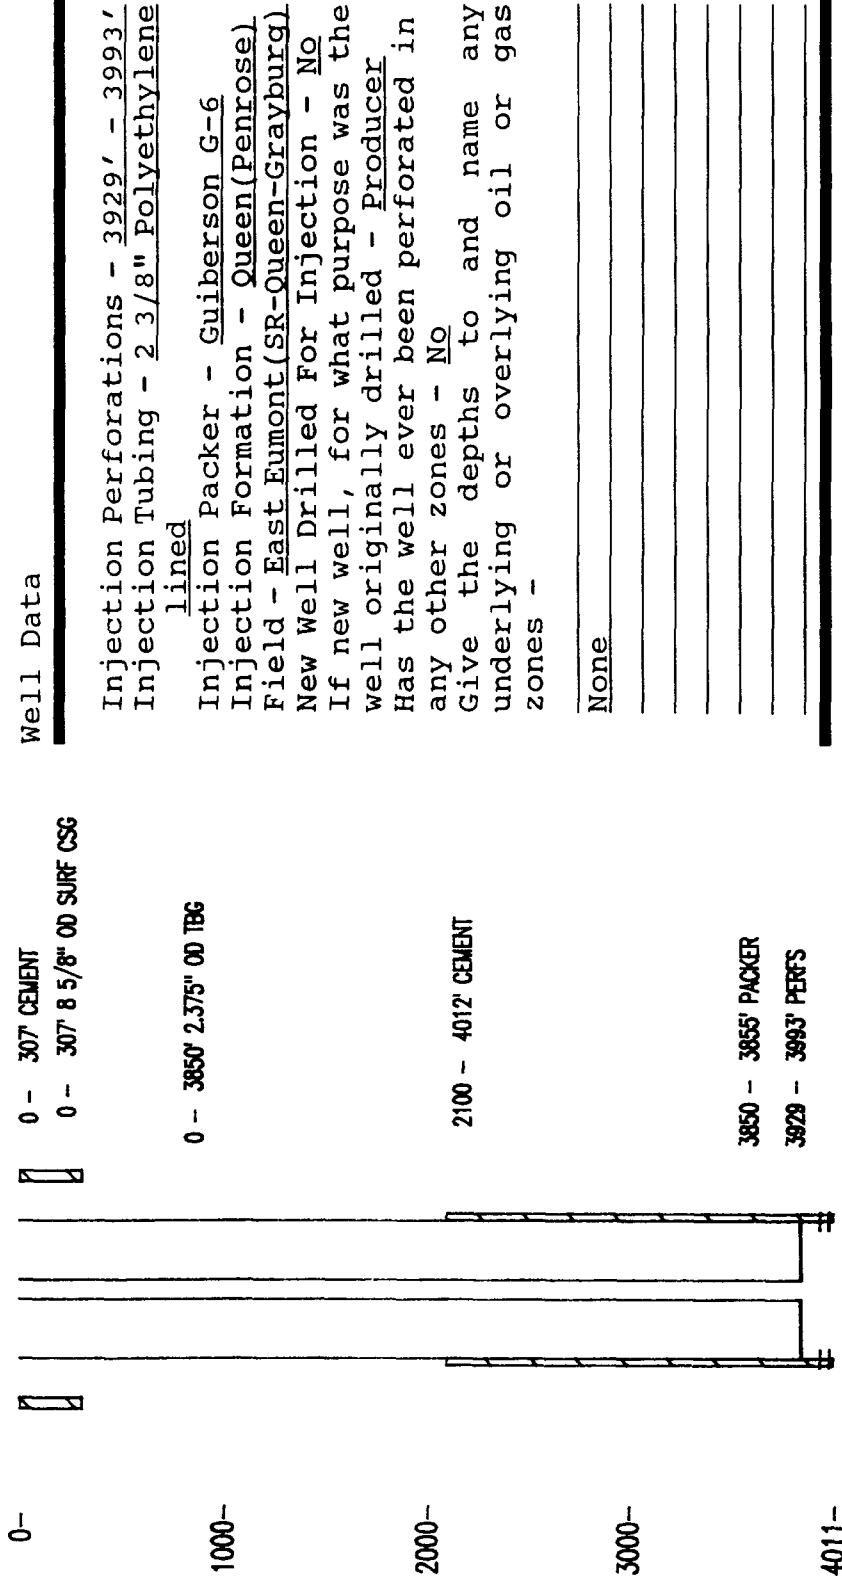 0-
1000-
2000-
3000-
4011-
0 - 307' CEMENT
0 - 307' 8 5/8" OD SURF CSG
0 - 3850' 2.375" OD TBG
2100 - 4012' CEMENT
3850 - 3855' PACKER
3929 - 3993' PERFS
Well Data
Injection Perforations - 3929' - 3993'
Injection Tubing - 2 3/8" Polyethylene
lined
Injection Packer - Guiberson G-6
Injection Formation - Queen(Penrose)
Field - East Eumont(SR-Queen-Grayburg)
New Well Drilled For Injection - No
If new well, for what purpose was the
well originally drilled - Producer
Has the well ever been perforated in
any other zones - No
Give the depths to and name any
underlying or overlying oil or gas
zones -
None